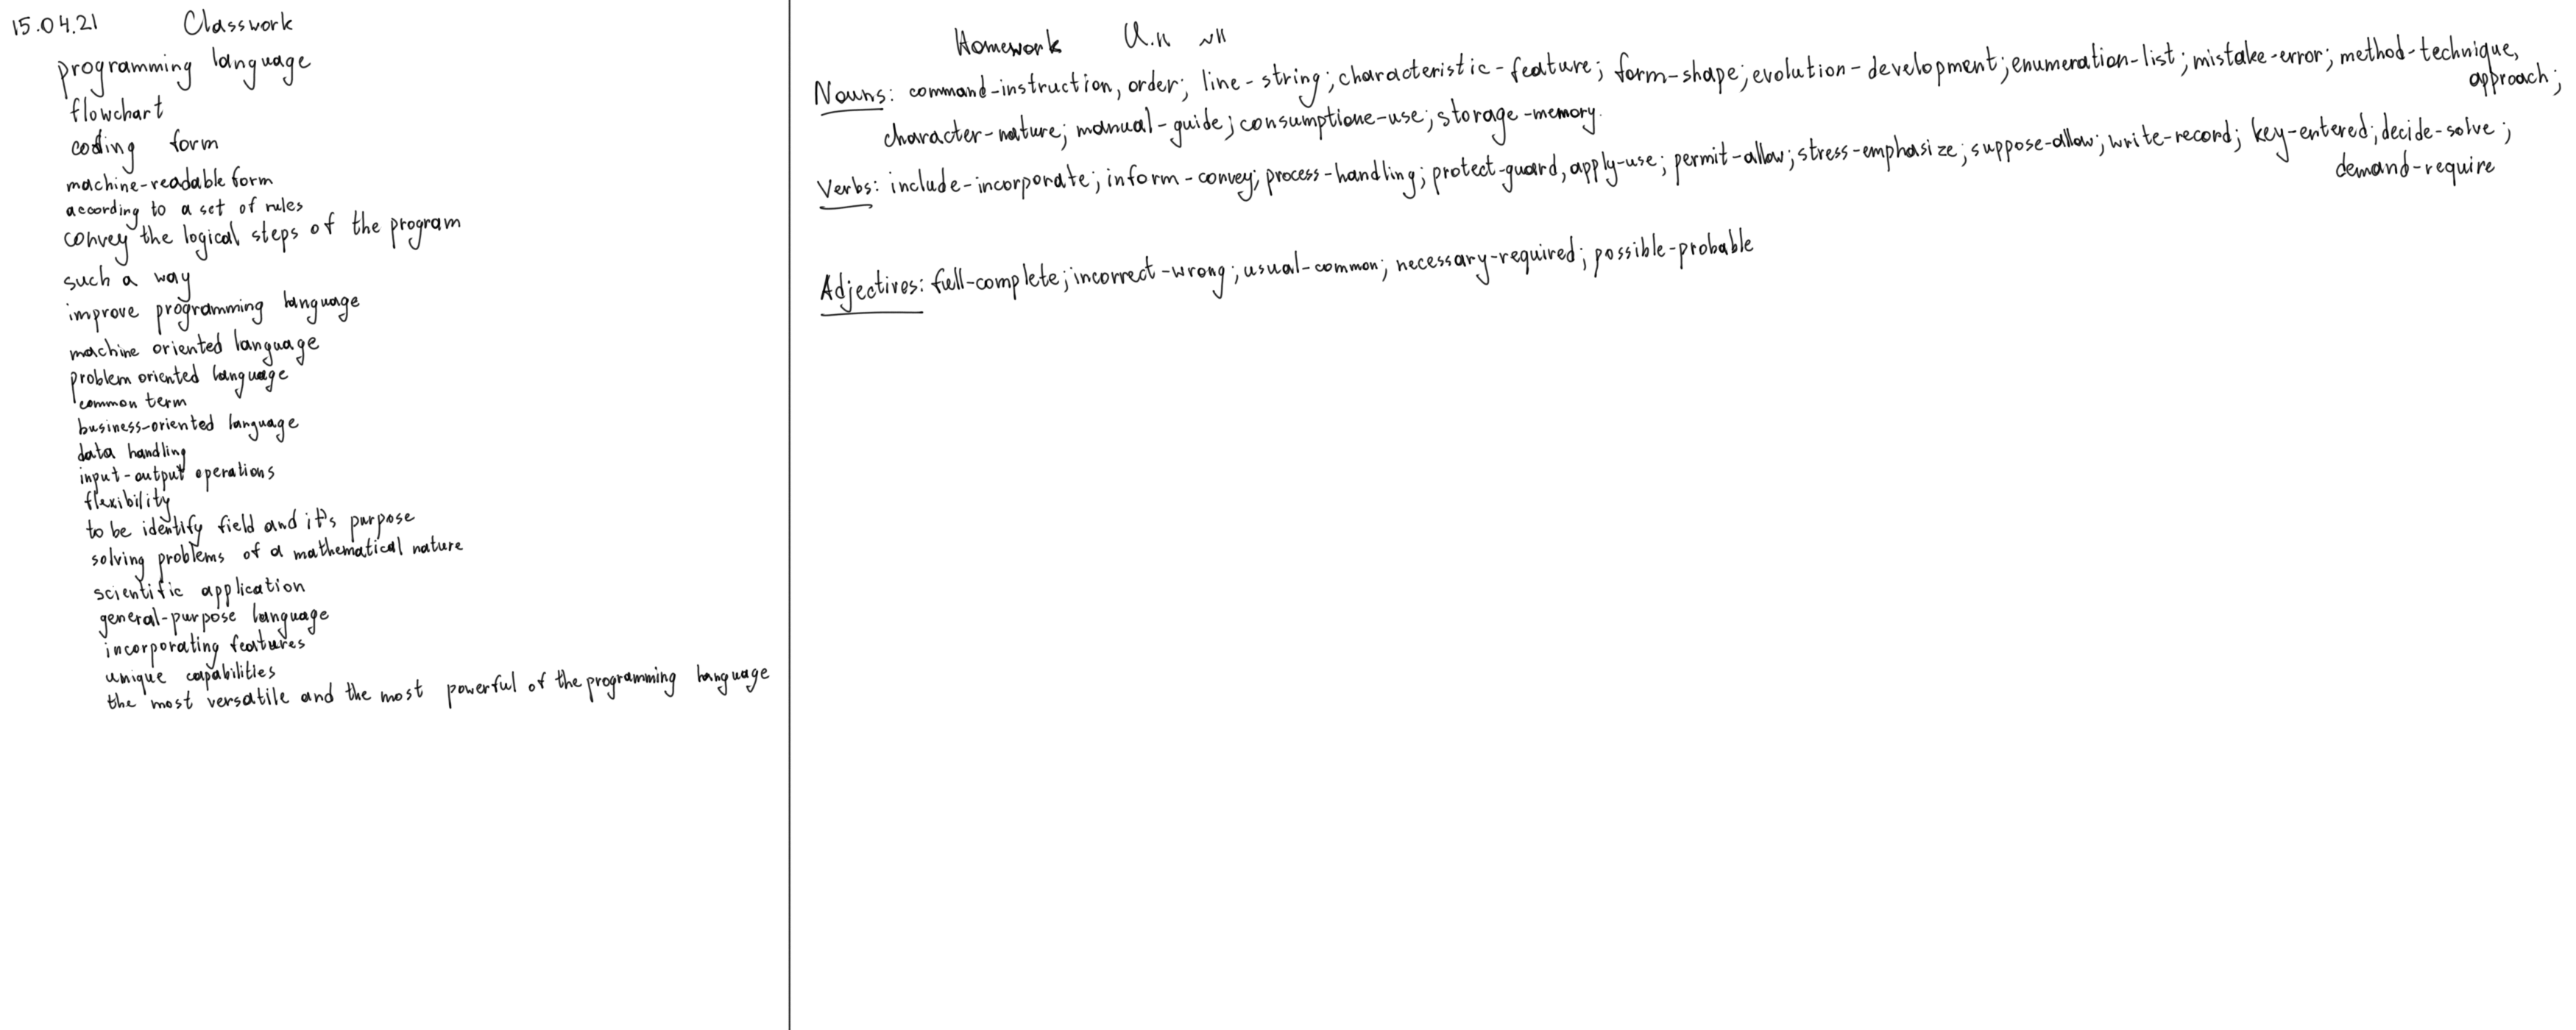 15.04.21 Classwork
programming language
flowchart
coding form
machine-readable form
acoording to a set of rules
convey the logical steps of the program
such a way
improve programming language
machine oriented language
problem oriented language
common term
business-oriented language
data handling
input-output operations
flexibility
to be identify field and it's purpose
solving problems of a mathematical nature
scientific application
general-purpose language
incorporating features
unique capabilities
the most versatile and the most powerful of the programming language
Homework
Nouns: command-instruction, order; line-string; characteristic-feature; form-shape; evolution-development; enumeration-list; mistake-error; method-technique,
approach;
character-nature; manual-guide; consumptione-use; storage-memory.
Verbs: include-incorporate; inform-convey; process-handling; protect-guard, apply-use; permit-allow; stress-emphasize; suppose-allow; write-record; key-entered; decide-solve;
demand-require
Adjectives: full-complete; incorrect-wrong; usual-common; necessary-required; possible-probable